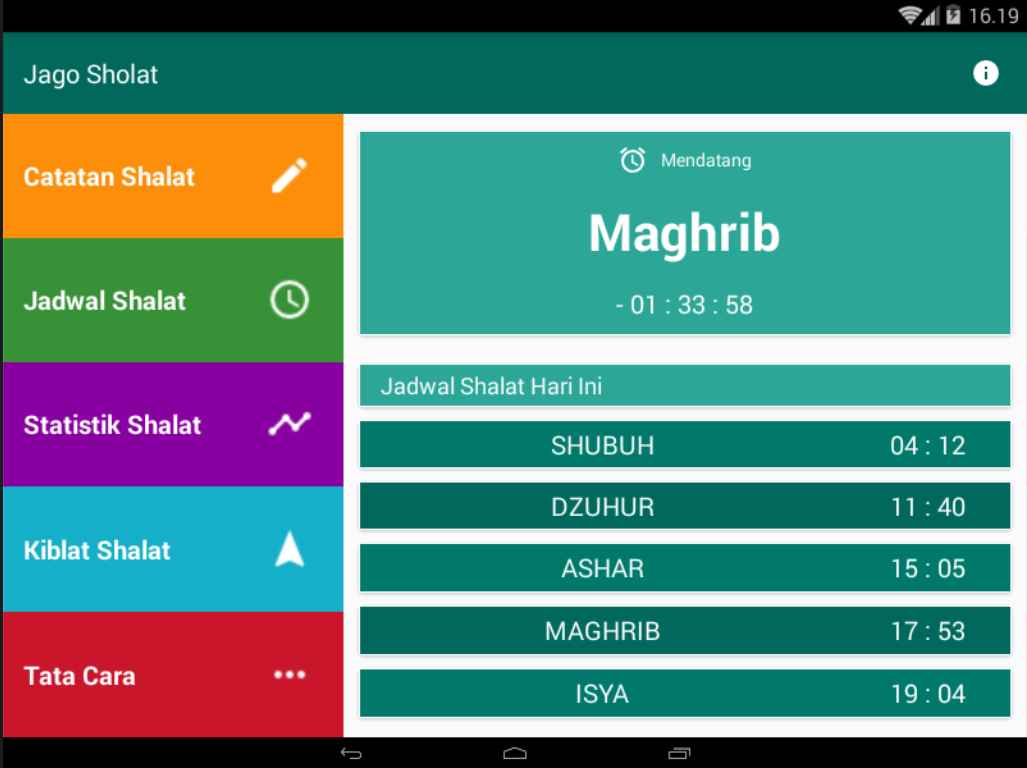 16.19
Jago Sholat
Catatan Shalat
Jadwal Shalat
Statistik Shalat
Kiblat Shalat
Tata Cara
Mendatang
Maghrib
- 01 : 33 : 58
Jadwal Shalat Hari Ini
SHUBUH 04 : 12
DZUHUR 11 : 40
ASHAR 15 : 05
MAGHRIB 17 : 53
ISYA 19 : 04